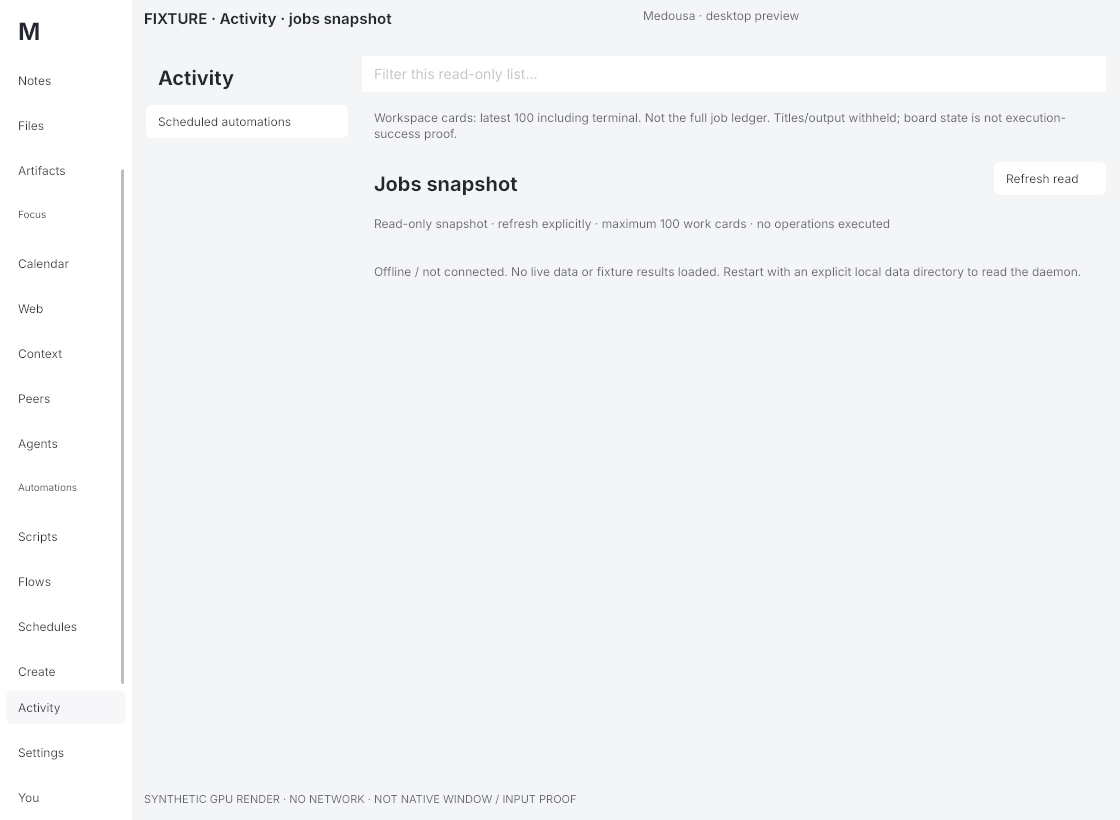 M
Notes
Files
Artifacts
Focus
Calendar
Web
Context
Peers
Agents
Automations
Scripts
Flows
Schedules
Create
Activity
Settings
You
FIXTURE · Activity · jobs snapshot
Medousa · desktop preview
Activity
Scheduled automations
Filter this read-only list...
Workspace cards: latest 100 including terminal. Not the full job ledger. Titles/output withheld; board state is not execution-
success proof.
Jobs snapshot
Refresh read
Read-only snapshot · refresh explicitly · maximum 100 work cards · no operations executed
Offline / not connected. No live data or fixture results loaded. Restart with an explicit local data directory to read the daemon.
SYNTHETIC GPU RENDER · NO NETWORK · NOT NATIVE WINDOW / INPUT PROOF